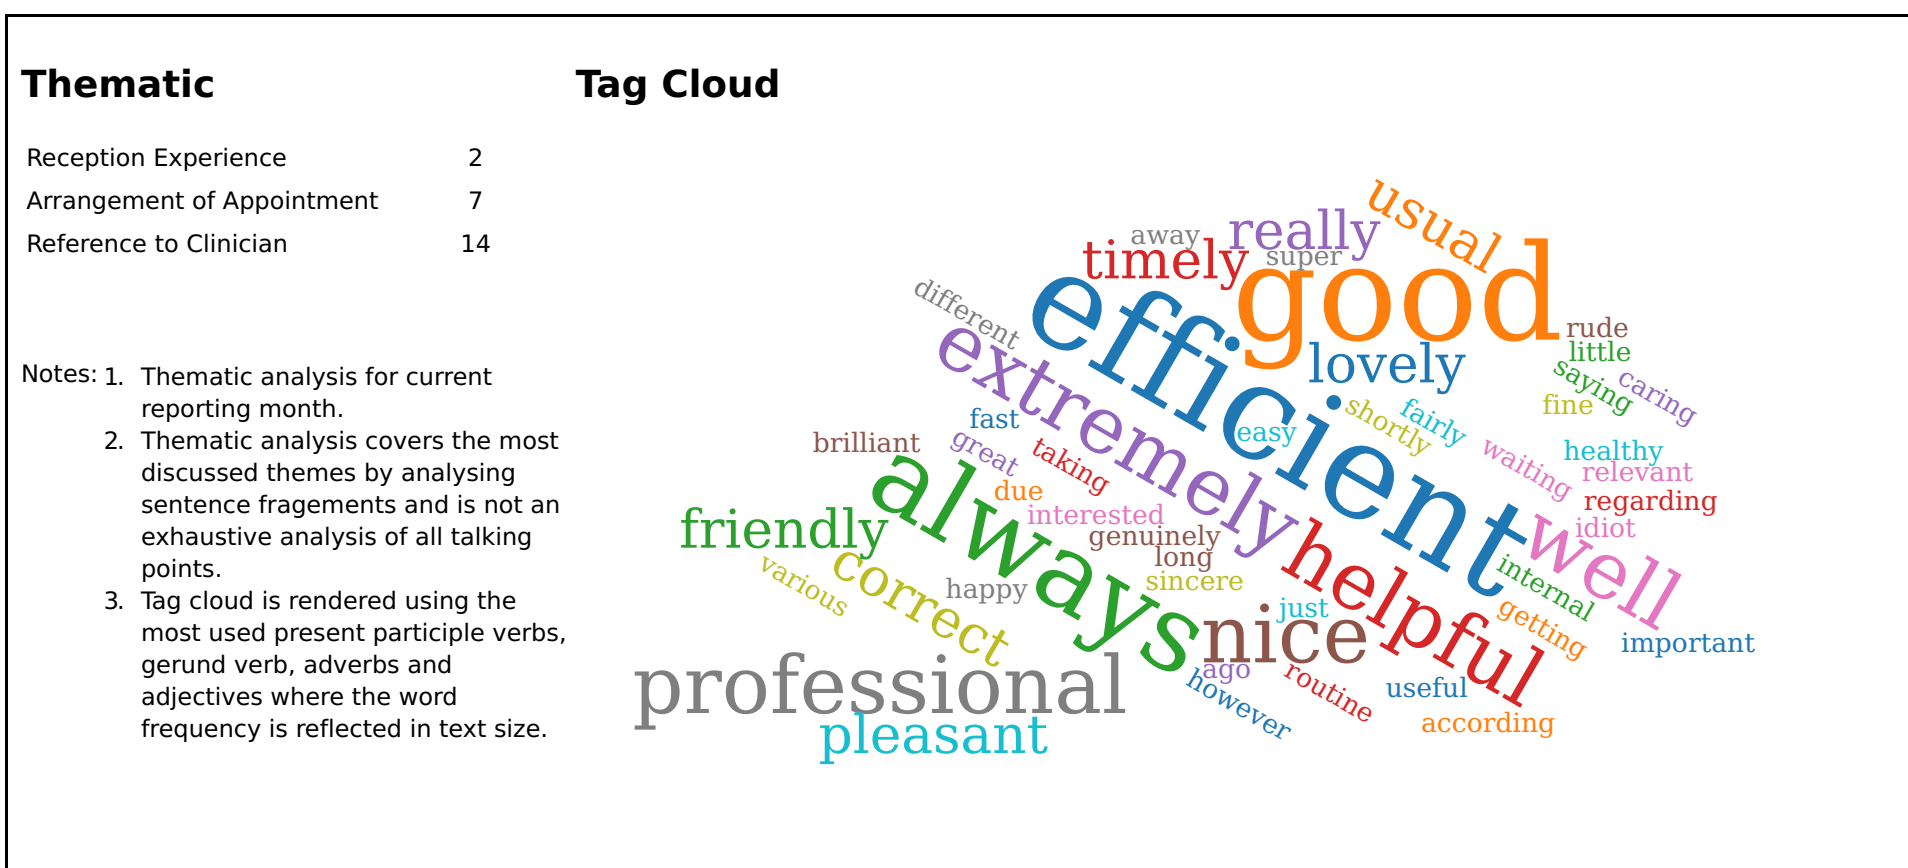 Thematic
Reception Experience 2
Arrangement of Appointment 7
Reference to Clinician 14
Notes: 1. Thematic analysis for current
reporting month.
2. Thematic analysis covers the most
discussed themes by analysing
sentence fragements and is not an
exhaustive analysis of all talking
points.
3. Tag cloud is rendered using the
most used present participle verbs,
gerund verb, adverbs and
adjectives where the word
frequency is reflected in text size.
Tag Cloud
usual
really
away
timely
super
good
efficient
different
extremely
lovely
rude
little
saying
caring
fine
fast
shortly
fairly
easy
brilliant
great
taking
waiting
healthy
relevant
regarding
idiot
always
due
interested
genuinely
long
sincere
friendly
various
correct
happy
well
internal
getting
important
helpful
just
nice
professional
pleasant
ago
however
routine
useful
according